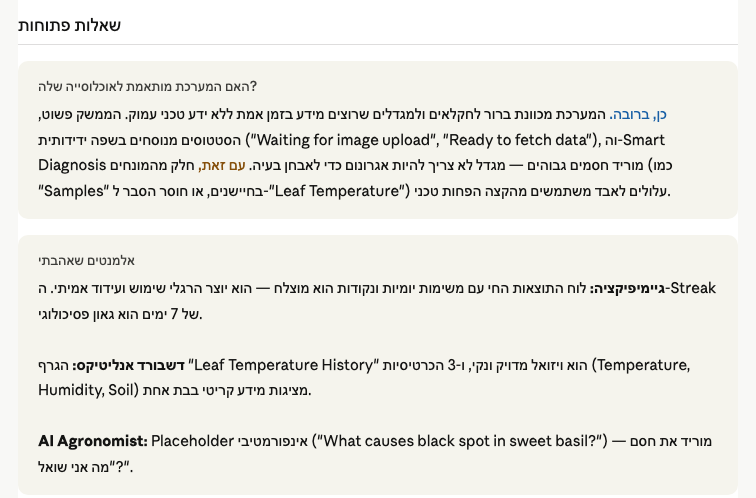 שאלות פתוחות
האם המערכת מותאמת לאוכלוסייה שלה?
כן, ברובה. המערכת מכוונת ברור לחקלאים ולמגדלים שרוצים מידע בזמן אמת ללא ידע טכני עמוק. הממשק פשוט,
הסטטוסים מנוסחים בשפה ידידותית ("Waiting for image upload", "Ready to fetch data"), וה-Smart
Diagnosis מוריד חסמים גבוהים — מגדל לא צריך להיות אגרונום כדי לאבחן בעיה. עם זאת, חלק מהמונחים (כמו
"Samples" בחיישנים, או חוסר הסבר ל-"Leaf Temperature") עלולים לאבד משתמשים מהקצה הפחות טכני.
אלמנטים שאהבתי
גיימיפיקציה: לוח התוצאות החי עם משימות יומיות ונקודות הוא מוצלח — הוא יוצר הרגלי שימוש ועידוד אמיתי. ה-Streak
של 7 ימים הוא גאון פסיכולוגי.
דשבורד אנליטיקס: הגרף "Leaf Temperature History" הוא ויזואל מדויק ונקי, ו-3 הכרטיסיות (Temperature,
Humidity, Soil) מציגות מידע קריטי בבת אחת.
AI Agronomist: Placeholder אינפורמטיבי ("What causes black spot in sweet basil?") — מוריד את חסם
"מה אני שואל?".